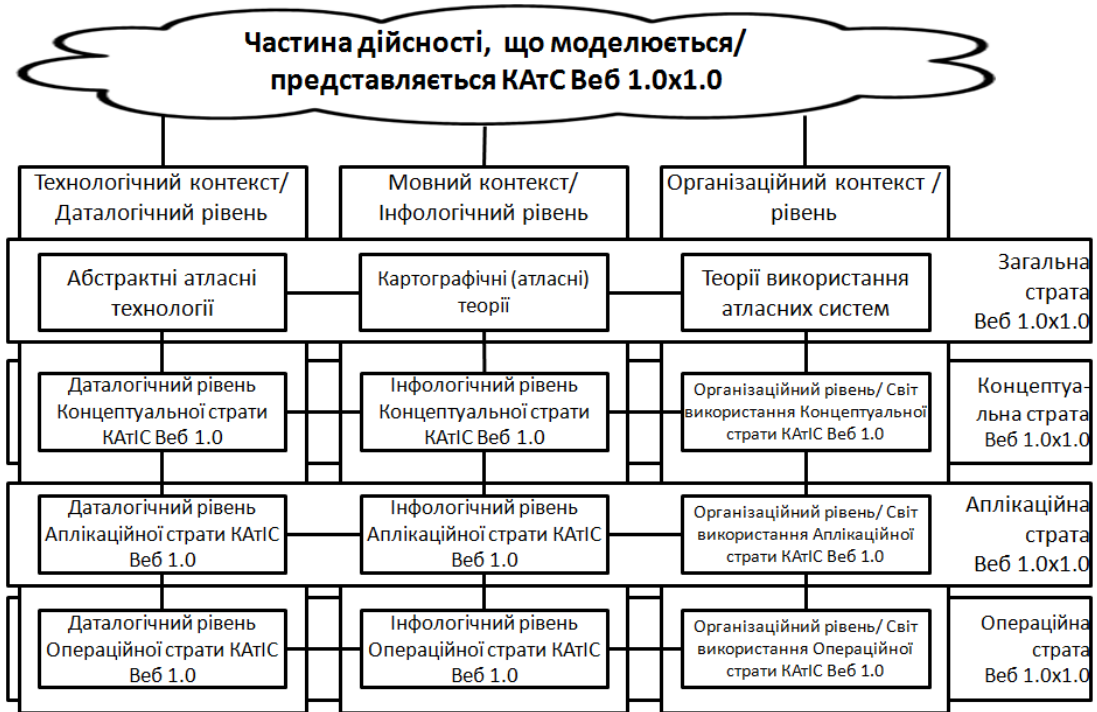 Частина дійсності, що моделюється/
представляється КАтС Веб 1.0х1.0
Технологічний контекст/
Даталогічний рівень
Мовний контекст/
Інфологічний рівень
Організаційний контекст /
рівень
Абстрактні атласні
технології
Картографічні (атласні)
теорії
Теорії використання
атласних систем
Загальна
страта
Веб 1.0х1.0
Даталогічний рівень
Концептуальної страти
КАтІС Веб 1.0
Інфологічний рівень
Концептуальної страти
КАтІС Веб 1.0
Організаційний рівень/ Світ
використання Концептуальної
страти КАтІС Веб 1.0
Концептуа-
льна страта
Веб 1.0х1.0
Даталогічний рівень
Аплікаційної страти КАтІС
Веб 1.0
Інфологічний рівень
Аплікаційної страти КАтІС
Веб 1.0
Організаційний рівень/ Світ
використання Аплікаційної
страти КАтІС Веб 1.0
Аплікаційна
страта
Веб 1.0х1.0
Даталогічний рівень
Операційної страти КАтІС
Веб 1.0
Інфологічний рівень
Операційної страти КАтІС
Веб 1.0
Організаційний рівень/ Світ
використання Операційної
страти КАтІС Веб 1.0
Операційна
страта
Веб 1.0х1.0